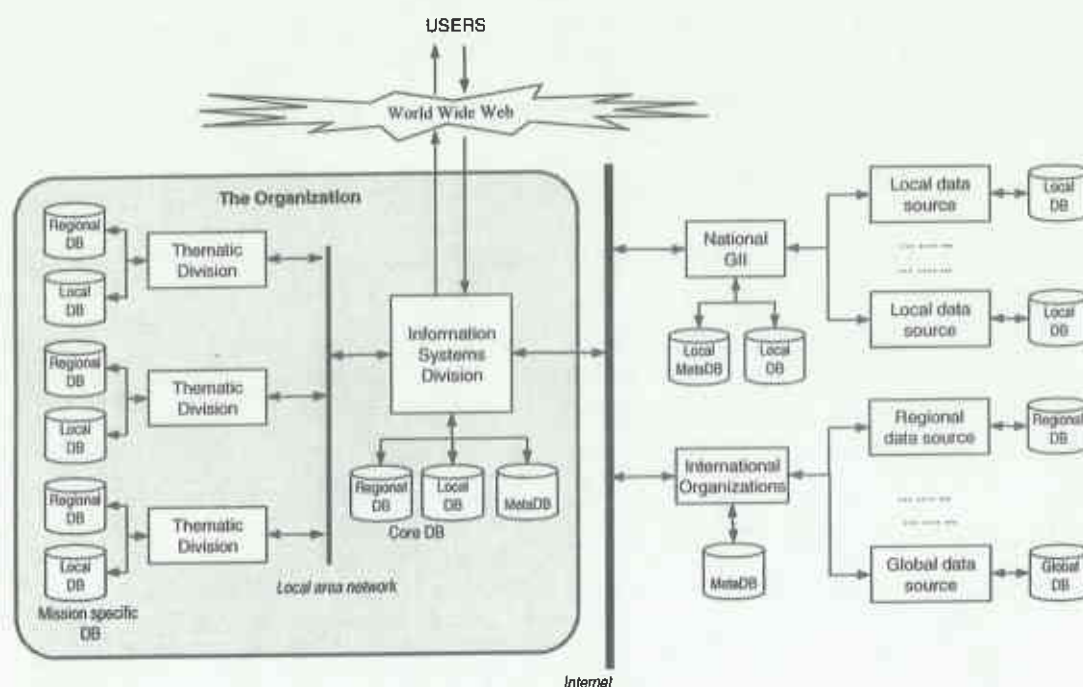 USERS
World Wide Web
The Organization
Regional
DB
Local
DB
Thematic
Division
Regional
DB
Local
DB
Thematic
Division
Regional
DB
Local
DB
Thematic
Division
Mission specific
DB
Information
Systems
Division
Regional
DB
Local
DB
MetaDB
Core DB
Local area network
Internet
National
GII
Local
MetaDB
Local
DB
Local data
source
Local
DB
Local data
source
Local
DB
International
Organizations
MetaDB
Regional
data source
Regional
DB
Global data
source
Global
DB